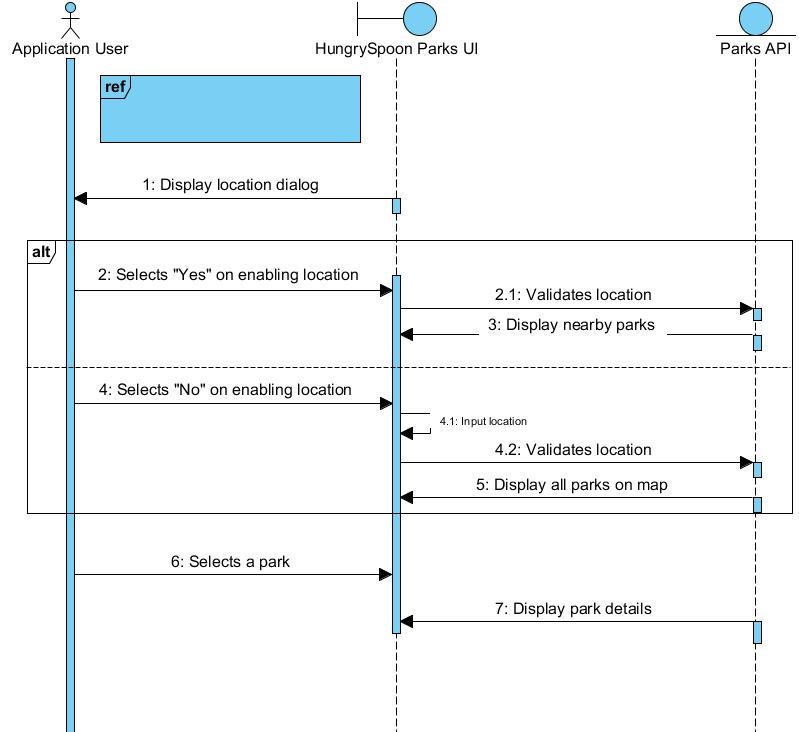 Application User
HungrySpoon Parks UI
Parks API
ref
1: Display location dialog
alt
2: Selects "Yes" on enabling location
2.1: Validates location
3: Display nearby parks
4: Selects "No" on enabling location
4.1: Input location
4.2: Validates location
5: Display all parks on map
6: Selects a park
7: Display park details